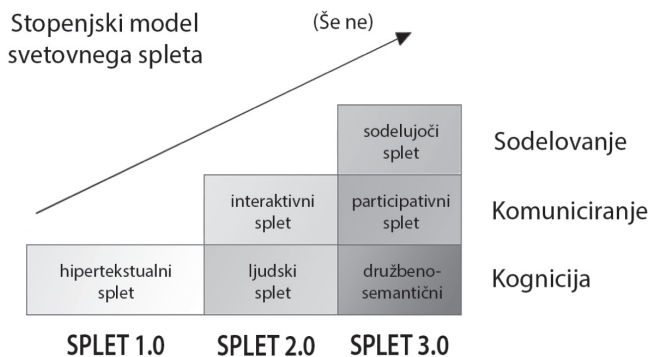 Stopenjski model
svetovnega spleta
(Še ne)
sodelujoči
splet
Sodelovanje
interaktivni
splet
participativni
splet
Komuniciranje
hipertekstualni
splet
ljudski
splet
družbeno-
semantični
Kognicija
SPLET 1.0
SPLET 2.0
SPLET 3.0